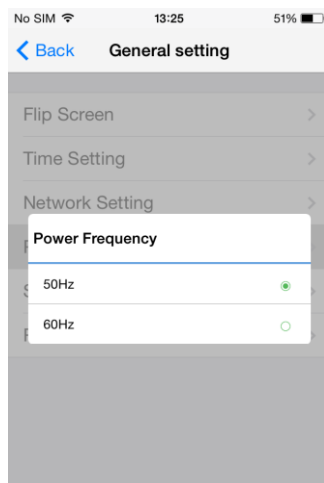 No SIM 13:25 51%
Back General setting
Flip Screen
Time Setting
Network Setting
Power Frequency
50Hz
60Hz